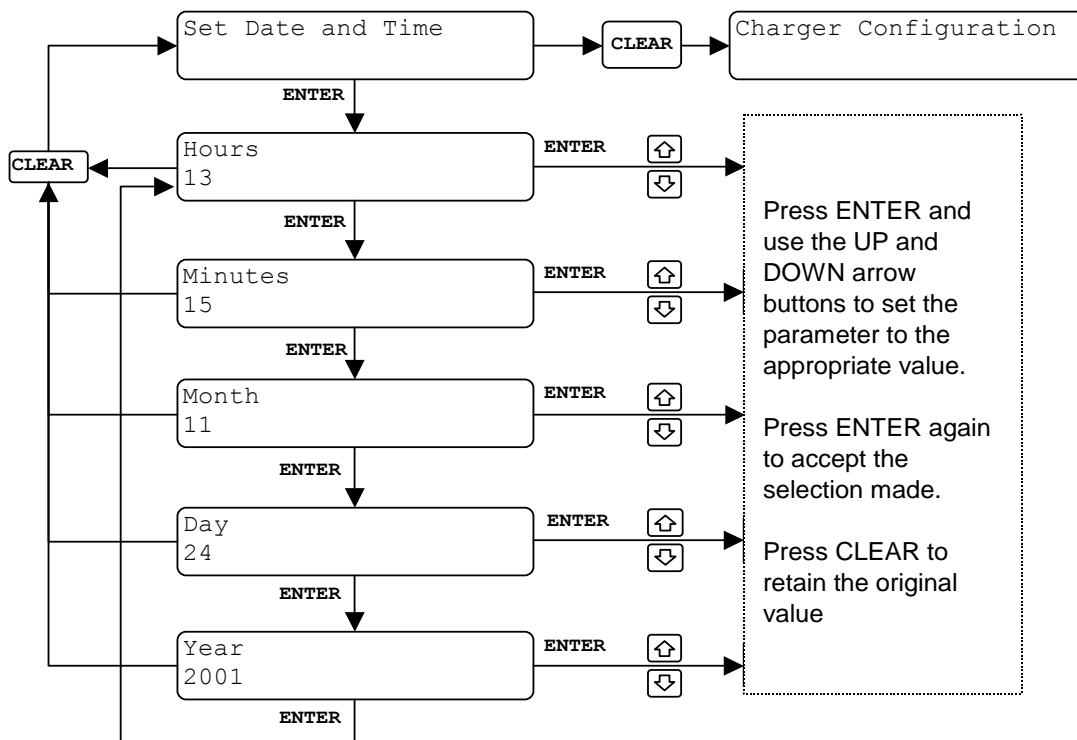 Set Date and Time
CLEAR
Charger Configuration
ENTER
CLEAR
Hours
13
ENTER
ENTER
Minutes
15
ENTER
ENTER
Month
11
ENTER
ENTER
Day
24
ENTER
ENTER
Year
2001
ENTER
ENTER
Press ENTER and
use the UP and
DOWN arrow
buttons to set the
parameter to the
appropriate value.
Press ENTER again
to accept the
selection made.
Press CLEAR to
retain the original
value